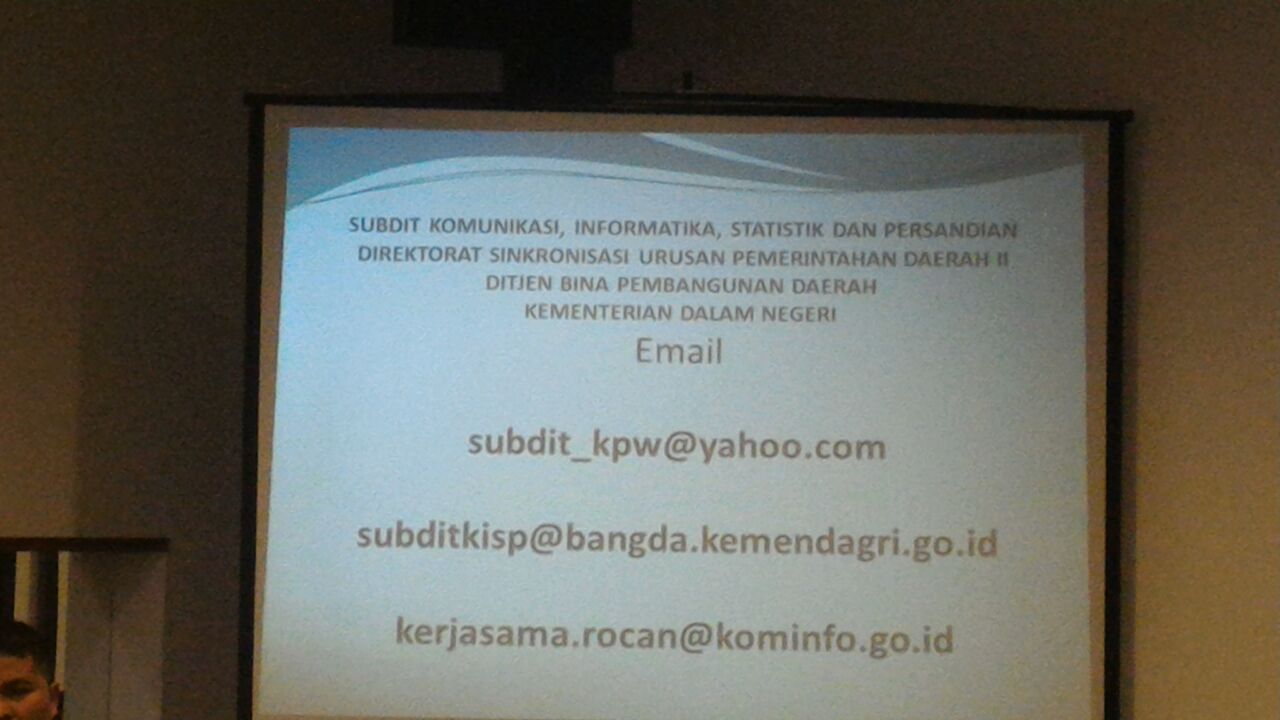 SUBDIT KOMUNIKASI, INFORMATIKA, STATISTIK DAN PERSANDIAN
DIREKTORAT SINKRONISASI URUSAN PEMERINTAHAN DAERAH II
DITJEN BINA PEMBANGUNAN DAERAH
KEMENTERIAN DALAM NEGERI
Email
subdit_kpw@yahoo.com
subditkisp@bangda.kemendagri.go.id
kerjasama.rocan@kominfo.go.id